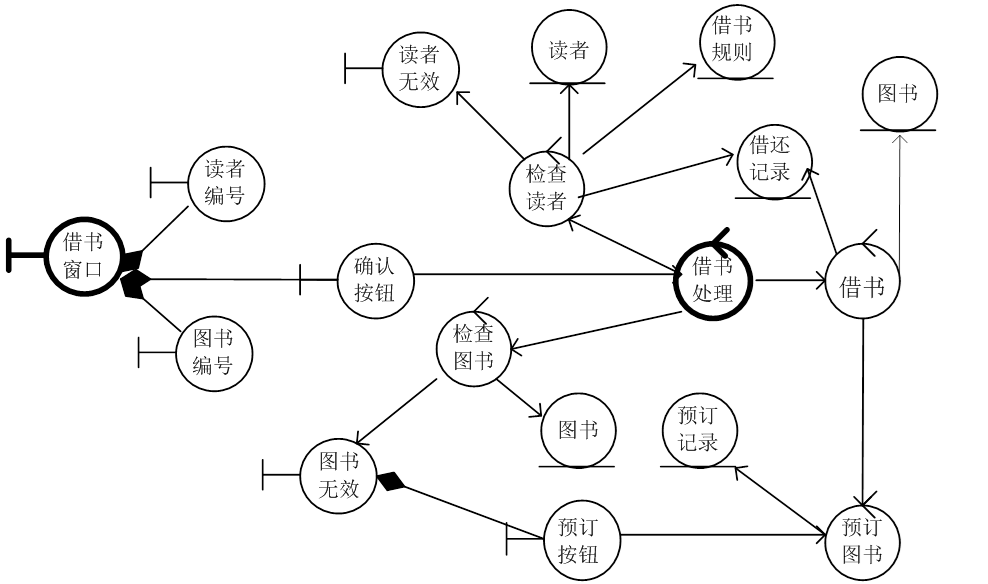 读者
无效
读者
借书
规则
图书
读者
编号
检查
读者
借还
记录
借书
窗口
确认
按钮
借书
处理
借书
图书
编号
检查
图书
图书
无效
图书
预订
记录
预订
按钮
预订
图书